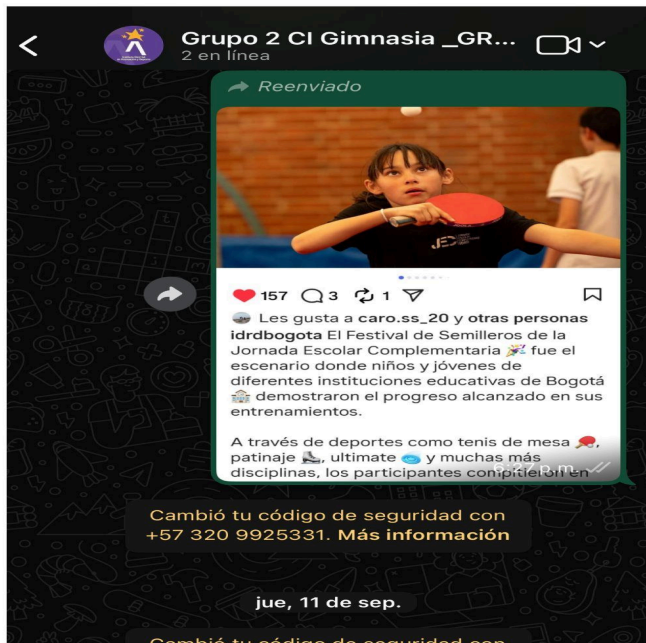 Grupo 2 CI Gimnasia _GR...
2 en línea
Reenviado
JEC
157 3 1
Les gusta a caro.ss_20 y otras personas
idrdbogota El Festival de Semilleros de la
Jornada Escolar Complementaria 🎉 fue el
escenario donde niños y jóvenes de
diferentes instituciones educativas de Bogotá
🏫 demostraron el progreso alcanzado en sus
entrenamientos.
A través de deportes como tenis de mesa 🏓,
patinaje ⛸️, ultimate 🥏 y muchas más
disciplinas, los participantes compitieron en
6:27 p.m.
Cambió tu código de seguridad con
+57 320 9925331. Más información
jue, 11 de sep.
Cambió tu código de seguridad con